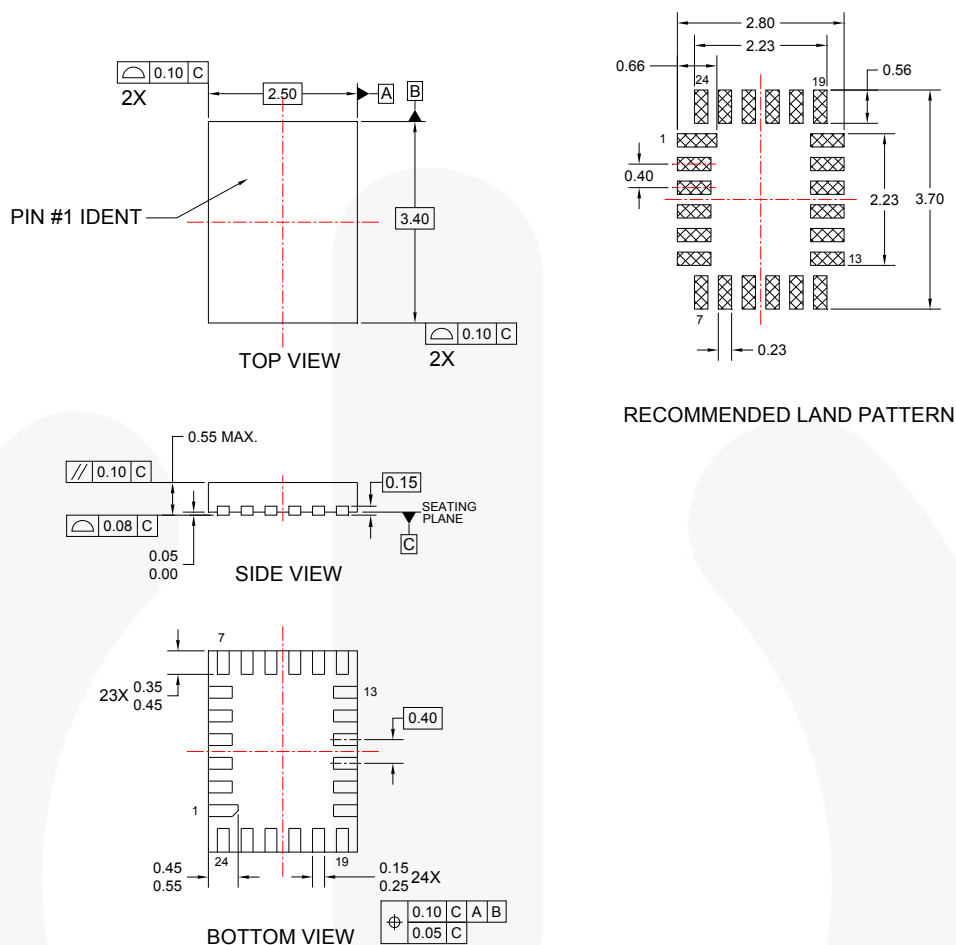 0.10 C
2X
2.50
A
B
PIN #1 IDENT
3.40
0.10 C
2X
TOP VIEW
2.80
2.23
0.66
24
19
0.56
1
0.40
2.23
3.70
13
7
0.23
RECOMMENDED LAND PATTERN
0.55 MAX.
// 0.10 C
0.15
SEATING
PLANE
0.08 C
C
0.05
0.00
SIDE VIEW
7
23X 0.35
0.45
13
0.40
1
0.45
0.55
24
19
0.15
0.25 24X
0.10 C A B
0.05 C
BOTTOM VIEW